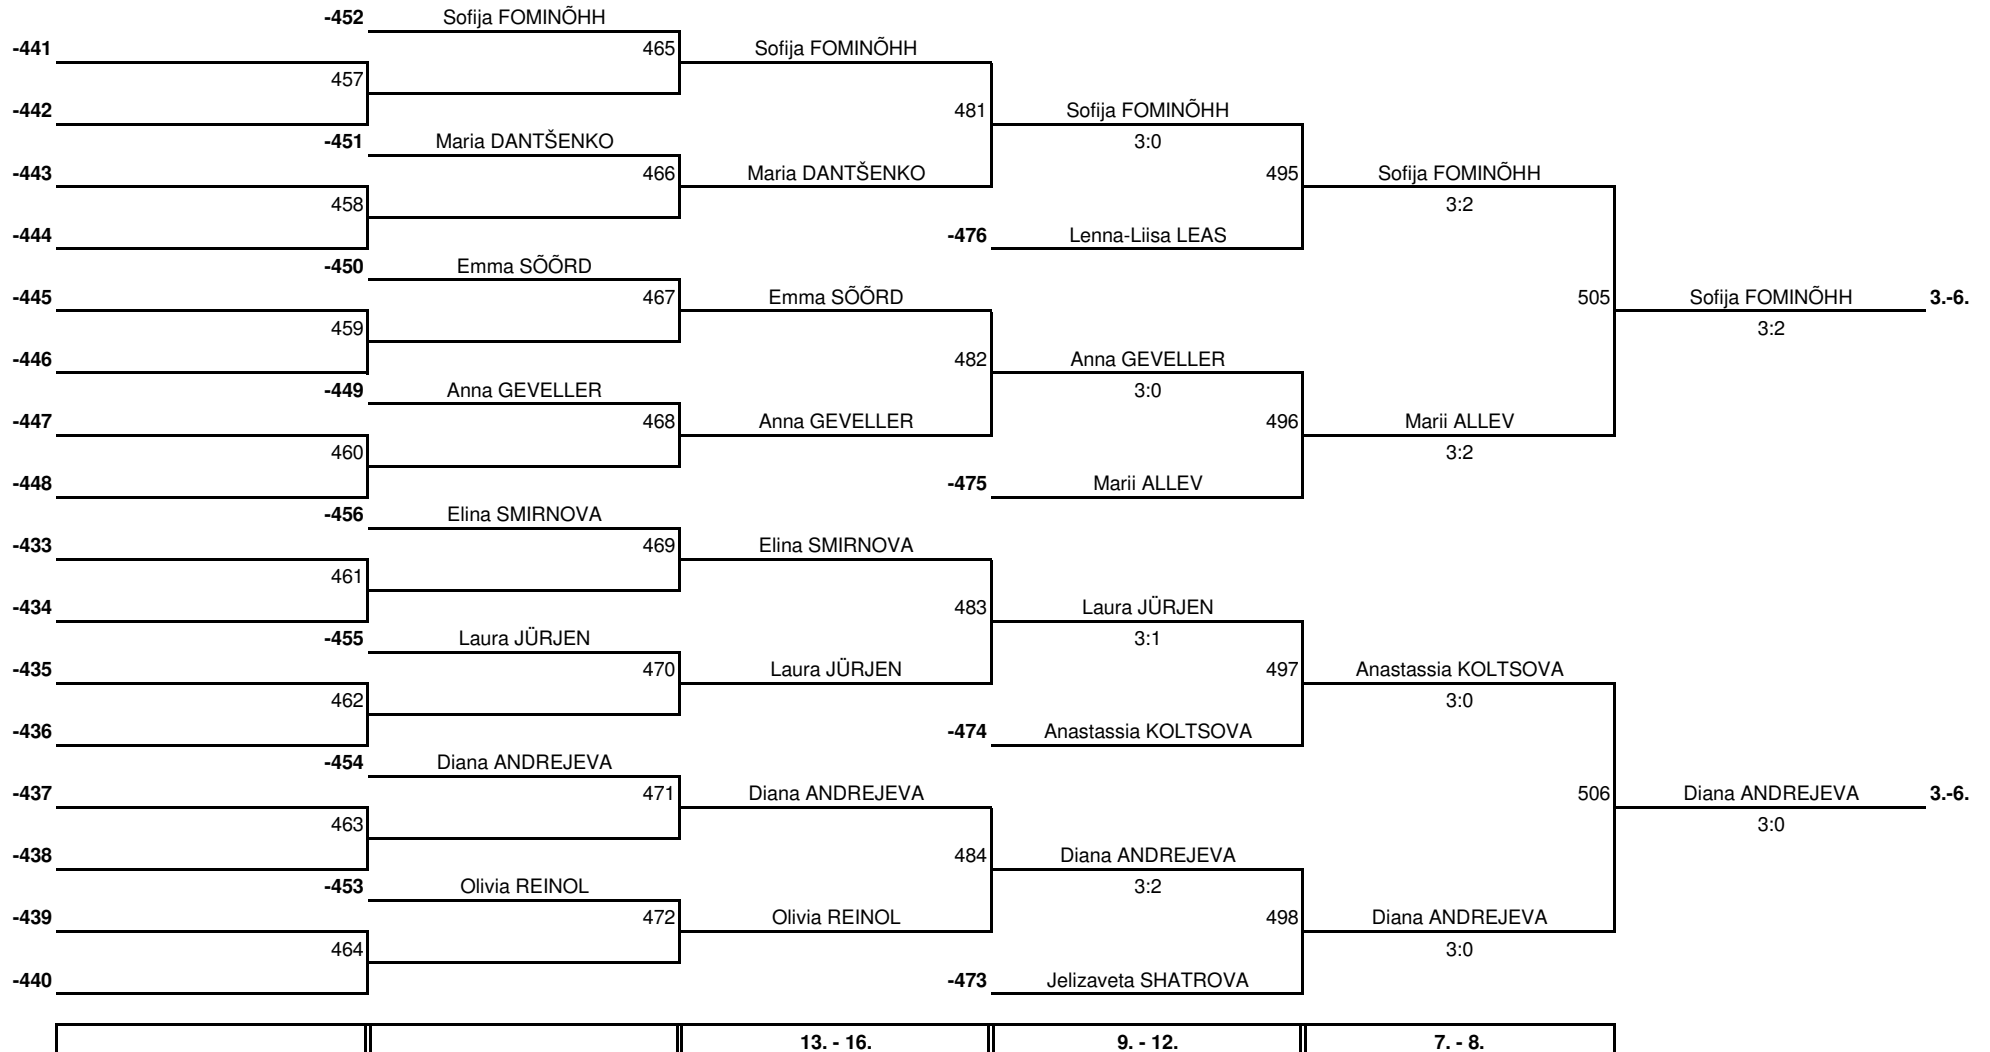 -452 Sofija FOMINÕHH
-441 465 Sofija FOMINÕHH
457
-442 481 Sofija FOMINÕHH
-451 Maria DANTŠENKO 3:0
-443 466 Maria DANTŠENKO 495 Sofija FOMINÕHH
458 3:2
-444 -476 Lenna-Liisa LEAS
-450 Emma SÕÕRD
-445 467 Emma SÕÕRD 505 Sofija FOMINÕHH 3.-6.
459 3:2
-446 482 Anna GEVELLER
-449 Anna GEVELLER 3:0
-447 468 Anna GEVELLER 496 Marii ALLEV
460 3:2
-448 -475 Marii ALLEV
-456 Elina SMIRNOVA
-433 469 Elina SMIRNOVA
461
-434 483 Laura JÜRJEN
-455 Laura JÜRJEN 3:1
-435 470 Laura JÜRJEN 497 Anastassia KOLTSOVA
462 3:0
-436 -474 Anastassia KOLTSOVA
-454 Diana ANDREJEVA
-437 471 Diana ANDREJEVA 506 Diana ANDREJEVA 3.-6.
463 3:0
-438 484 Diana ANDREJEVA
-453 Olivia REINOL 3:2
-439 472 Olivia REINOL 498 Diana ANDREJEVA
464 3:0
-440 -473 Jelizaveta SHATROVA
13. - 16. 9. - 12. 7. - 8.